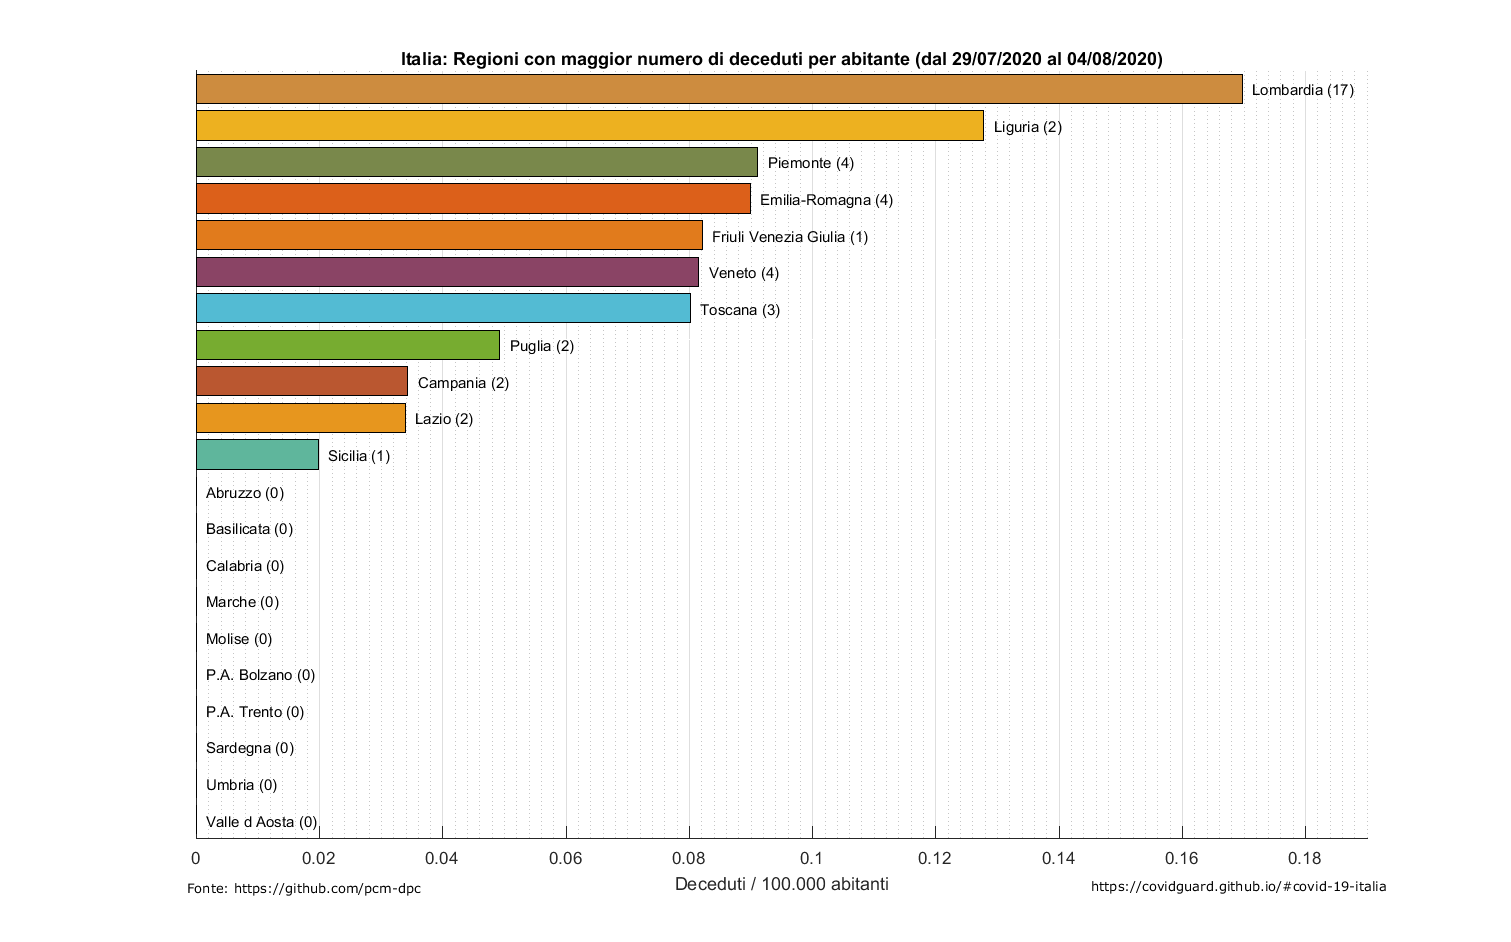 Italia: Regioni con maggior numero di deceduti per abitante (dal 29/07/2020 al 04/08/2020)
Lombardia (17)
Liguria (2)
Piemonte (4)
Emilia-Romagna (4)
Friuli Venezia Giulia (1)
Veneto (4)
Toscana (3)
Puglia (2)
Campania (2)
Lazio (2)
Sicilia (1)
Abruzzo (0)
Basilicata (0)
Calabria (0)
Marche (0)
Molise (0)
P.A. Bolzano (0)
P.A. Trento (0)
Sardegna (0)
Umbria (0)
Valle d Aosta (0)
0 0.02 0.04 0.06 0.08 0.1 0.12 0.14 0.16 0.18
Deceduti / 100.000 abitanti
Fonte: https://github.com/pcm-dpc
https://covidguard.github.io/#covid-19-italia